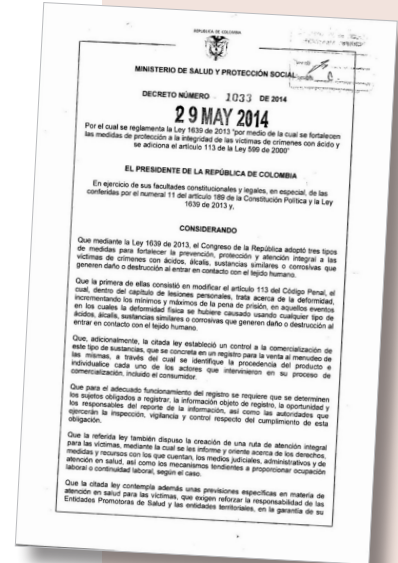 REPUBLICA DE COLOMBIA
MINISTERIO DE SALUD Y PROTECCIÓN SOCIAL
DECRETO NÚMERO 1033 DE 2014
29 MAY 2014
Por el cual se reglamenta la Ley 1639 de 2013 "por medio de la cual se fortalecen
las medidas de protección a la integridad de las víctimas de crímenes con ácido y
se adiciona el artículo 113 de la Ley 599 de 2000"
EL PRESIDENTE DE LA REPÚBLICA DE COLOMBIA
En ejercicio de sus facultades constitucionales y legales, en especial, de las
conferidas por el numeral 11 del artículo 189 de la Constitución Política y la Ley
1639 de 2013 y,
CONSIDERANDO
Que mediante la Ley 1639 de 2013, el Congreso de la República adoptó tres tipos
de medidas para fortalecer la prevención, protección y atención integral a las
víctimas de crímenes con ácidos, álcalis, sustancias similares o corrosivas que
generen daño o destrucción al entrar en contacto con el tejido humano.
Que la primera de ellas consistió en modificar el artículo 113 del Código Penal, el
cual, dentro del capítulo de lesiones personales, trata acerca de la deformidad,
incrementando los mínimos y máximos de la pena de prisión, en aquellos eventos
en los cuales la deformidad física se hubiere causado usando cualquier tipo de
ácidos, álcalis, sustancias similares o corrosivas que generen daño o destrucción al
entrar en contacto con el tejido humano.
Que, adicionalmente, la citada ley estableció un control a la comercialización de
este tipo de sustancias, que se concreta en un registro para la venta al menudeo de
las mismas, a través del cual se identifique la procedencia del producto e
individualice cada uno de los actores que intervinieron en su proceso de
comercialización, incluido el consumidor.
Que para el adecuado funcionamiento del registro se requiere que se determinen
los sujetos obligados a registrar, la información objeto de registro, la oportunidad y
los responsables del reporte de la información, así como las autoridades que
ejercerán la inspección, vigilancia y control respecto del cumplimiento de esta
obligación.
Que la referida ley también dispuso la creación de una ruta de atención integral
para las víctimas, mediante la cual se les informe y oriente acerca de los derechos,
medidas y recursos con los que cuentan, los medios judiciales, administrativos y de
atención en salud, así como los mecanismos tendientes a proporcionar ocupación
laboral o continuidad laboral, según el caso.
Que la citada ley contempla además unas previsiones específicas en materia de
atención en salud para las víctimas, que exigen reforzar la responsabilidad de las
Entidades Promotoras de Salud y las entidades territoriales, en la garantía de su